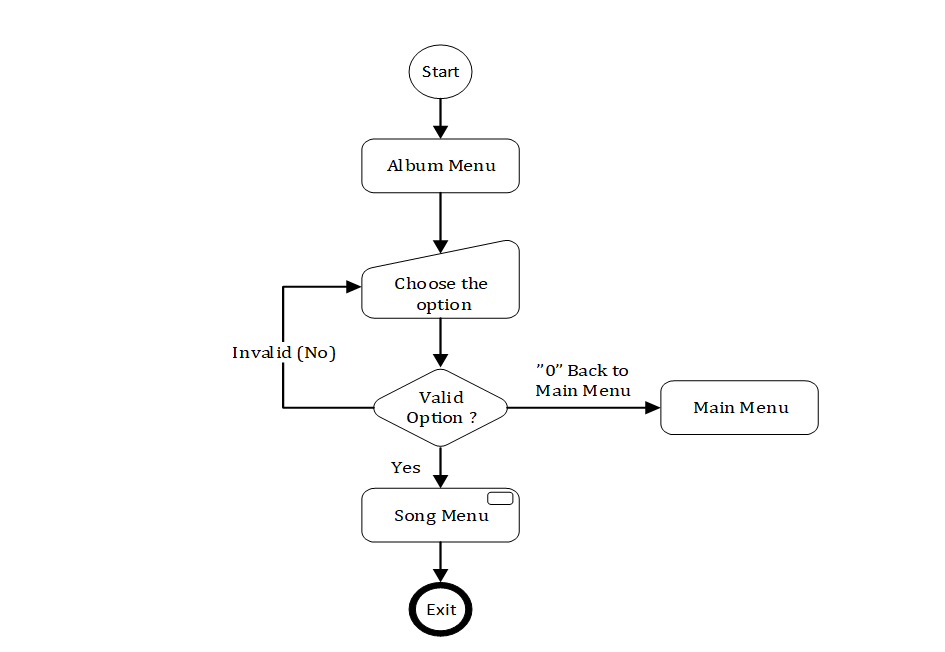 Start
Album Menu
Choose the
option
Invalid (No)
”0” Back to
Main Menu
Valid
Option ?
Main Menu
Yes
Song Menu
Exit